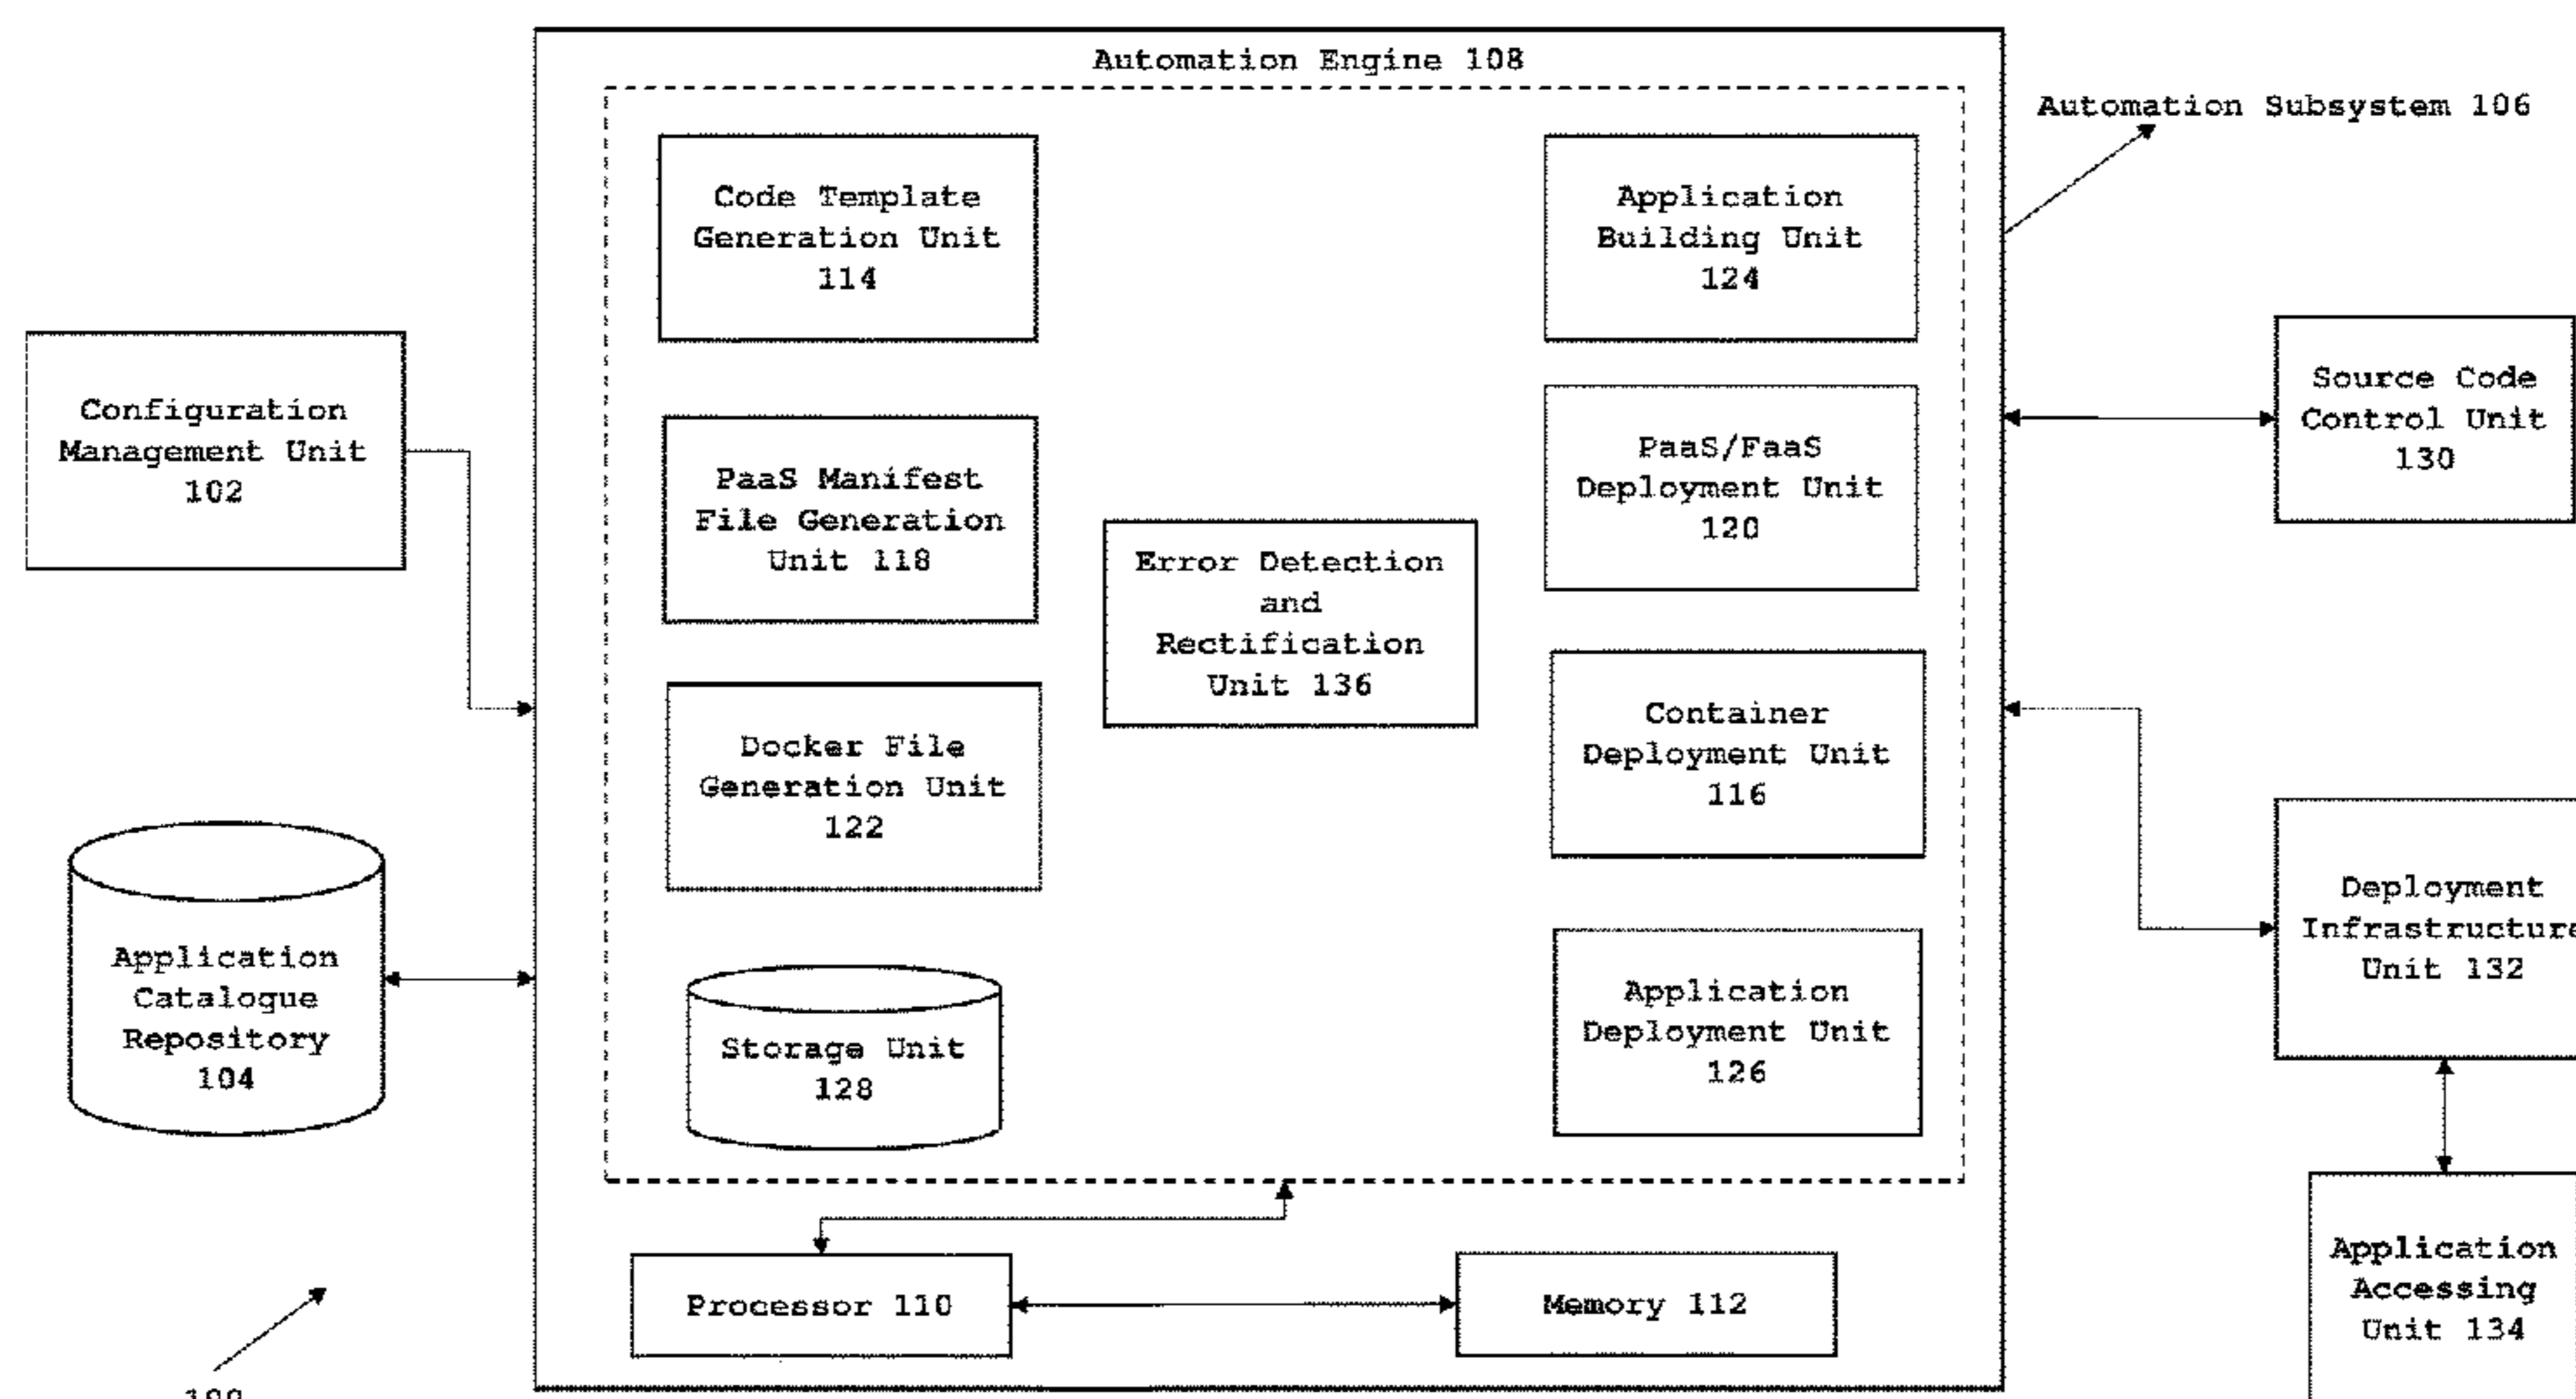 Automation Engine 108
Automation Subsystem 106
Code Template
Generation Unit
114
Application
Building Unit
124
Configuration
Management Unit
102
PaaS Manifest
File Generation
Unit 118
Error Detection
and
Rectification
Unit 136
PaaS/FaaS
Deployment Unit
120
Source Code
Control Unit
130
Docker File
Generation Unit
122
Container
Deployment Unit
116
Application
Catalogue
Repository
104
Storage Unit
128
Application
Deployment Unit
126
Deployment
Infrastructure
Unit 132
Processor 110
Memory 112
Application
Accessing
Unit 134